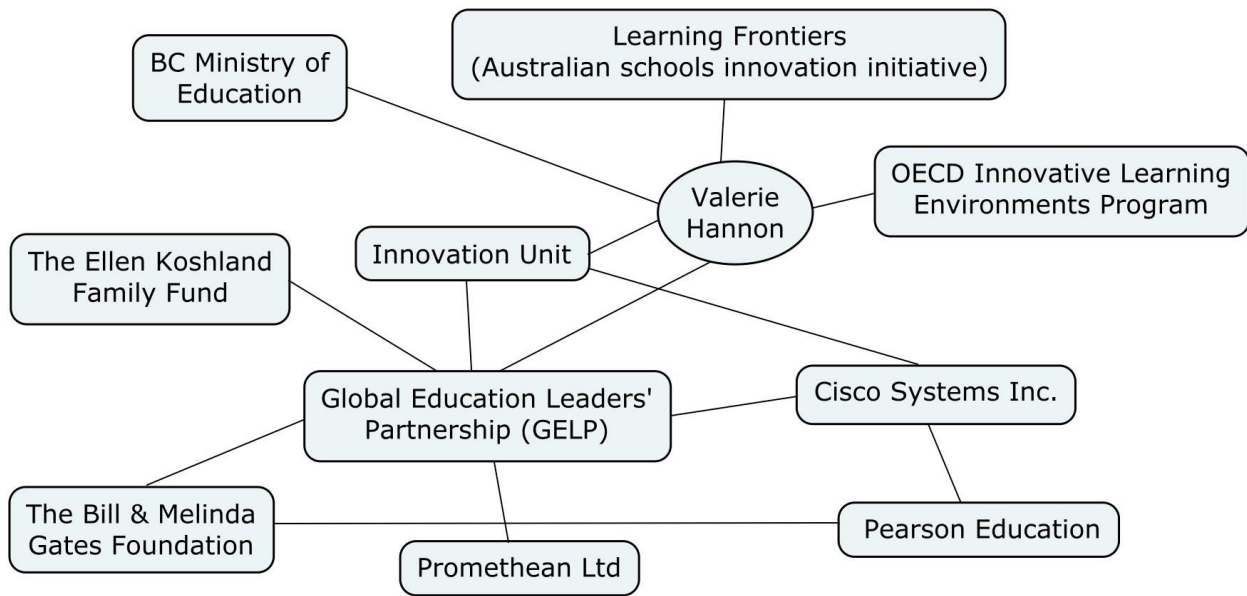 Learning Frontiers
(Australian schools innovation initiative)
BC Ministry of
Education
OECD Innovative Learning
Environments Program
Valerie
Hannon
Innovation Unit
The Ellen Koshland
Family Fund
Global Education Leaders'
Partnership (GELP)
Cisco Systems Inc.
The Bill & Melinda
Gates Foundation
Pearson Education
Promethean Ltd